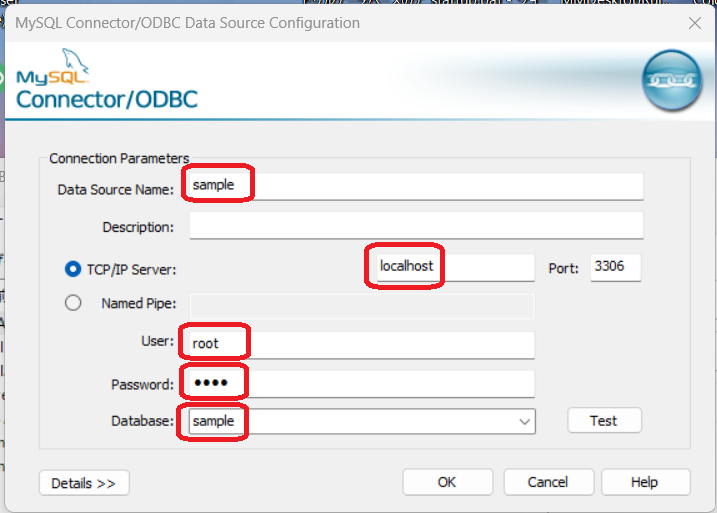 MySQL Connector/ODBC Data Source Configuration
MySQL
Connector/ODBC
Connection Parameters
Data Source Name: sample
Description:
TCP/IP Server: localhost Port: 3306
Named Pipe:
User: root
Password: ••••
Database: sample Test
Details >> OK Cancel Help